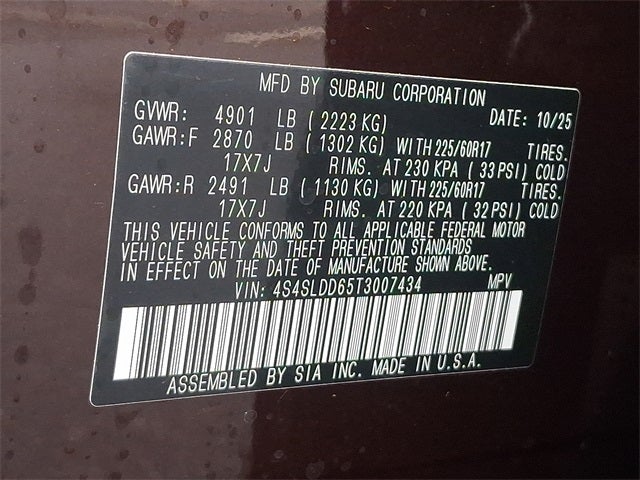 MFD BY SUBARU CORPORATION
GVWR: 4901 LB (2223 KG) DATE: 10/25
GAWR:F 2870 LB (1302 KG) WITH 225/60R17 TIRES.
17X7J RIMS. AT 230 KPA (33 PSI) COLD
GAWR:R 2491 LB (1130 KG) WITH 225/60R17 TIRES.
17X7J RIMS. AT 220 KPA (32 PSI) COLD
THIS VEHICLE CONFORMS TO ALL APPLICABLE FEDERAL MOTOR
VEHICLE SAFETY AND THEFT PREVENTION STANDARDS
IN EFFECT ON THE DATE OF MANUFACTURE SHOWN ABOVE.
VIN: 4S4SLDD65T3007434 MPV
ASSEMBLED BY SIA INC. MADE IN U.S.A.